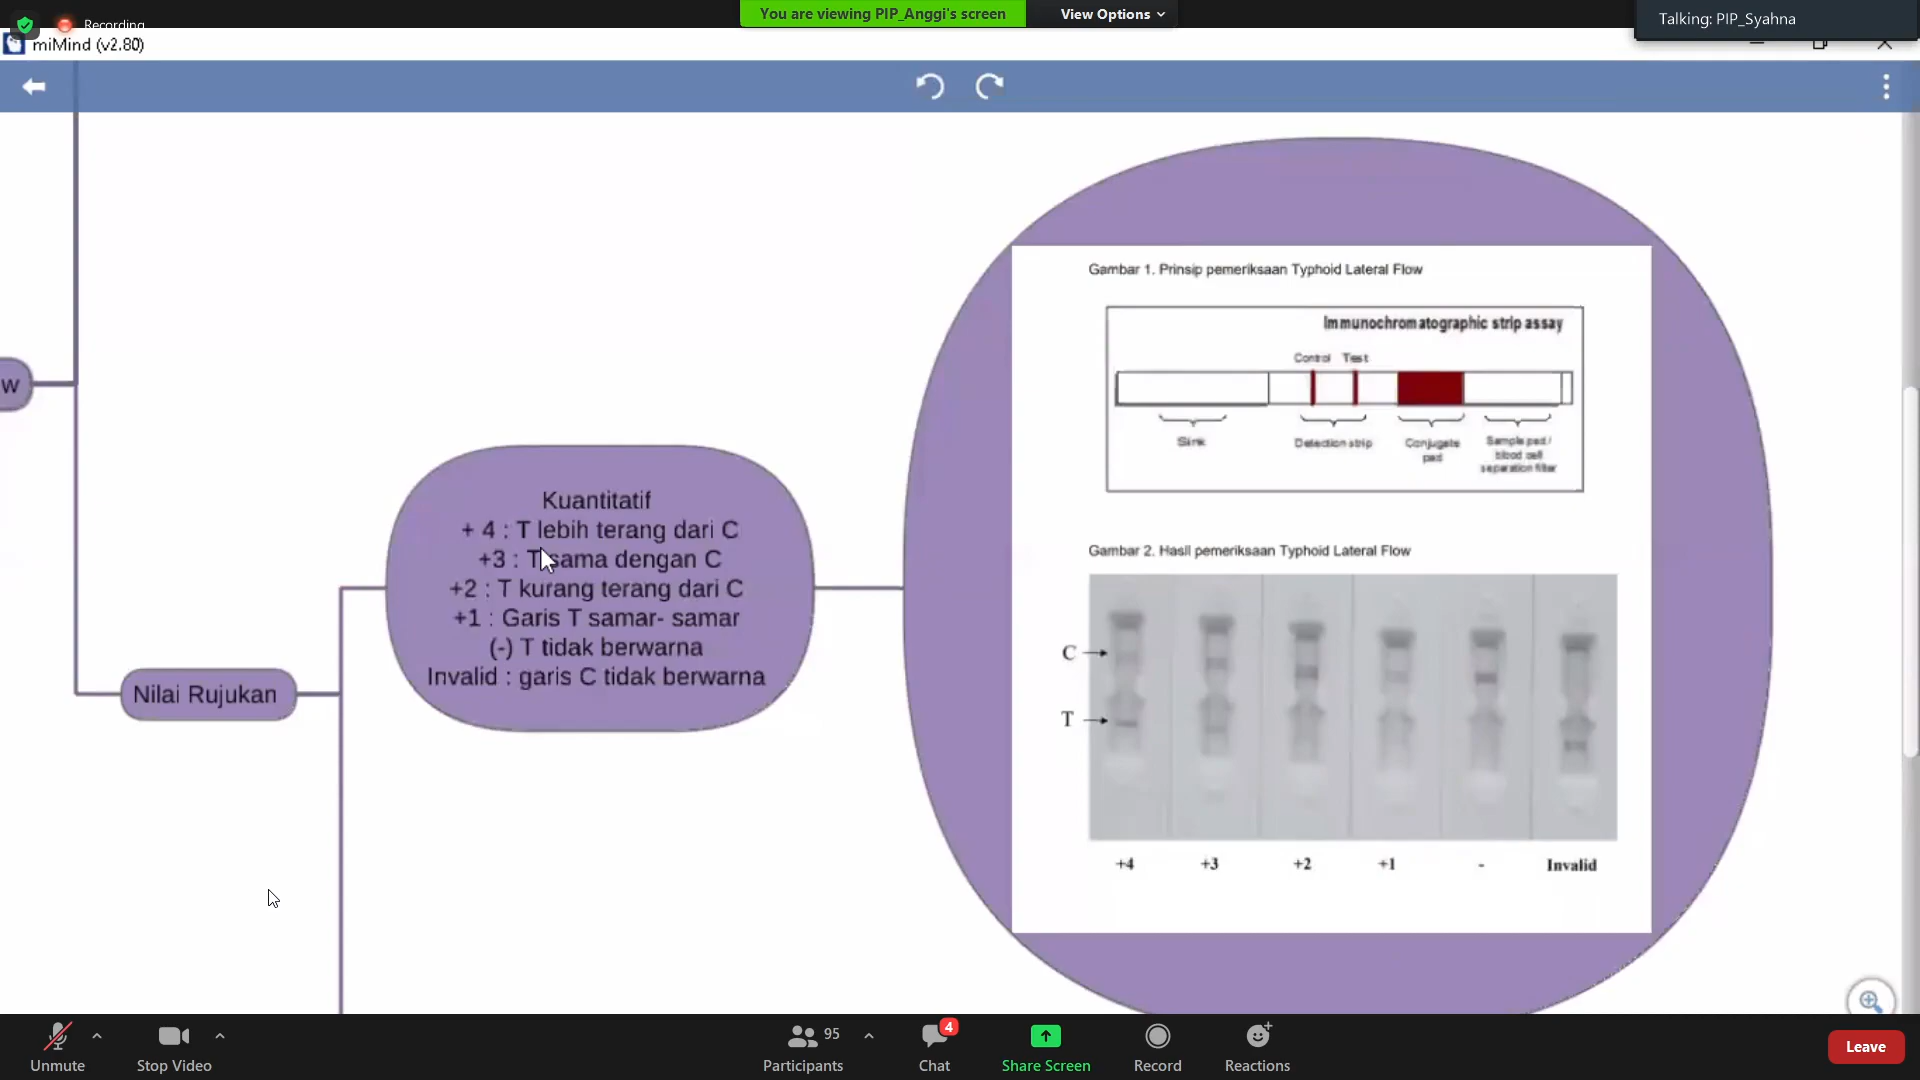 Recording
You are viewing PIP_Anggi's screen
View Options
Talking: PIP_Syahna
miMind (v2.80)
w
Nilai Rujukan
Kuantitatif
+ 4 : T lebih terang dari C
+3 : T sama dengan C
+2 : T kurang terang dari C
+1 : Garis T samar- samar
(-) T tidak berwarna
Invalid : garis C tidak berwarna
Gambar 1. Prinsip pemeriksaan Typhoid Lateral Flow
Immunochromatographic strip assay
Control Test
Sink
Detection strip
Conjugate
pad
Sample pad /
blood cell
separation filter
Gambar 2. Hasil pemeriksaan Typhoid Lateral Flow
C
T
+4 +3 +2 +1 - Invalid
Unmute
Stop Video
95
Participants
4
Chat
Share Screen
Record
Reactions
Leave